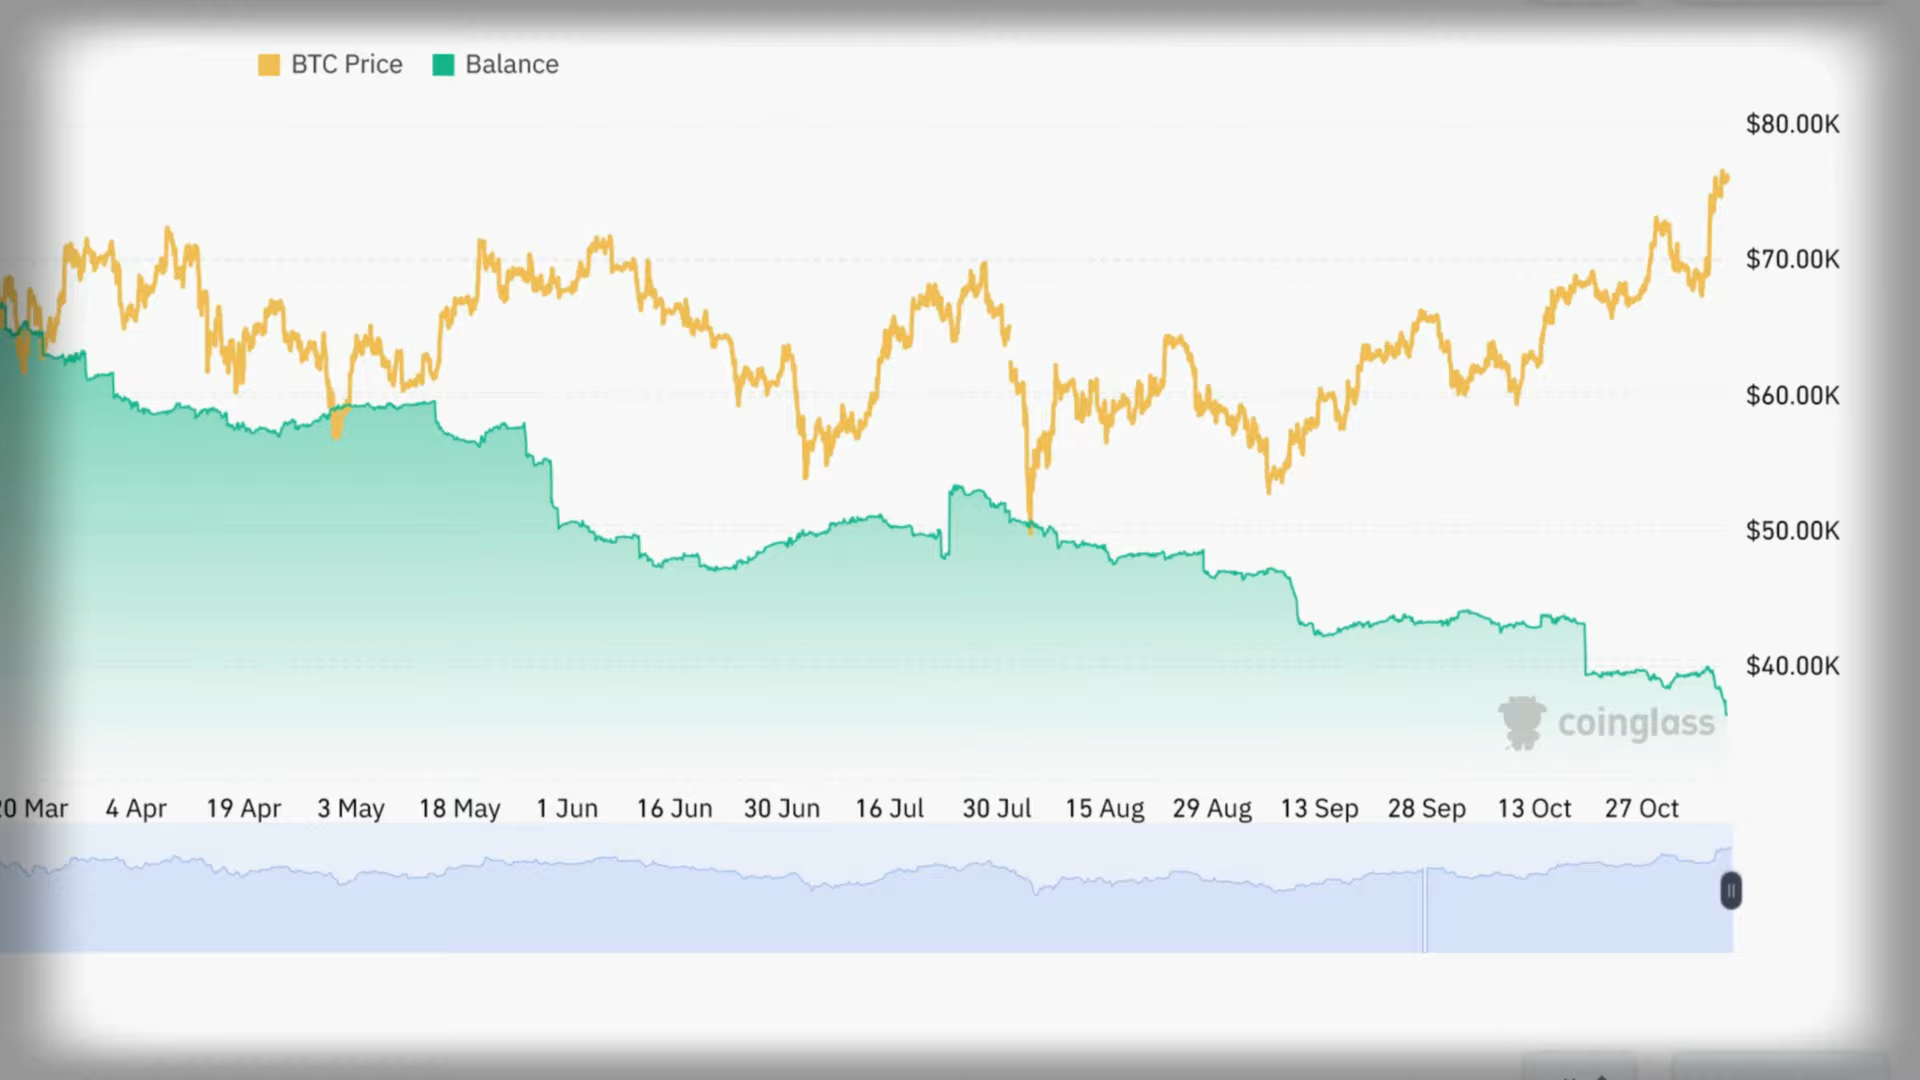 BTC Price Balance
$80.00K
$70.00K
$60.00K
$50.00K
$40.00K
coinglass
20 Mar 4 Apr 19 Apr 3 May 18 May 1 Jun 16 Jun 30 Jun 16 Jul 30 Jul 15 Aug 29 Aug 13 Sep 28 Sep 13 Oct 27 Oct